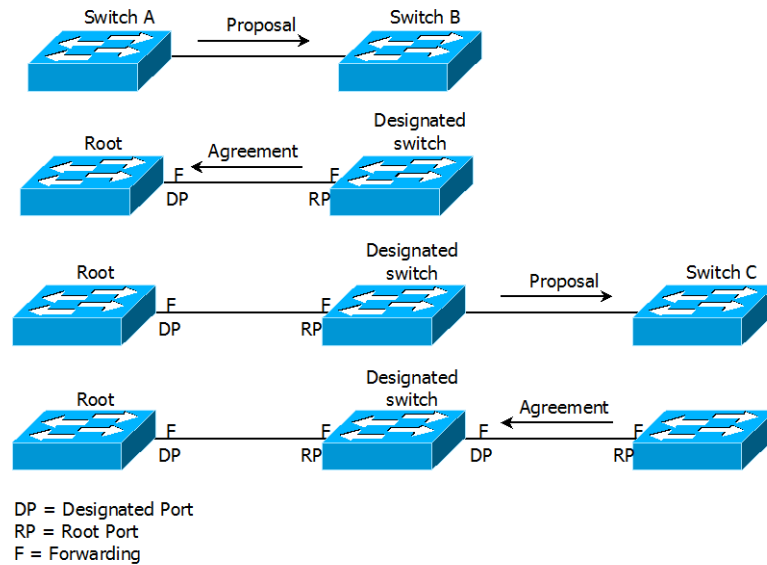 Switch A
Switch B
Proposal
Root
Designated
switch
Agreement
F
F
DP
RP
Root
Designated
switch
Proposal
Switch C
F
F
DP
RP
Root
Designated
switch
Agreement
F
F
F
F
DP
RP
DP
RP
DP = Designated Port
RP = Root Port
F = Forwarding